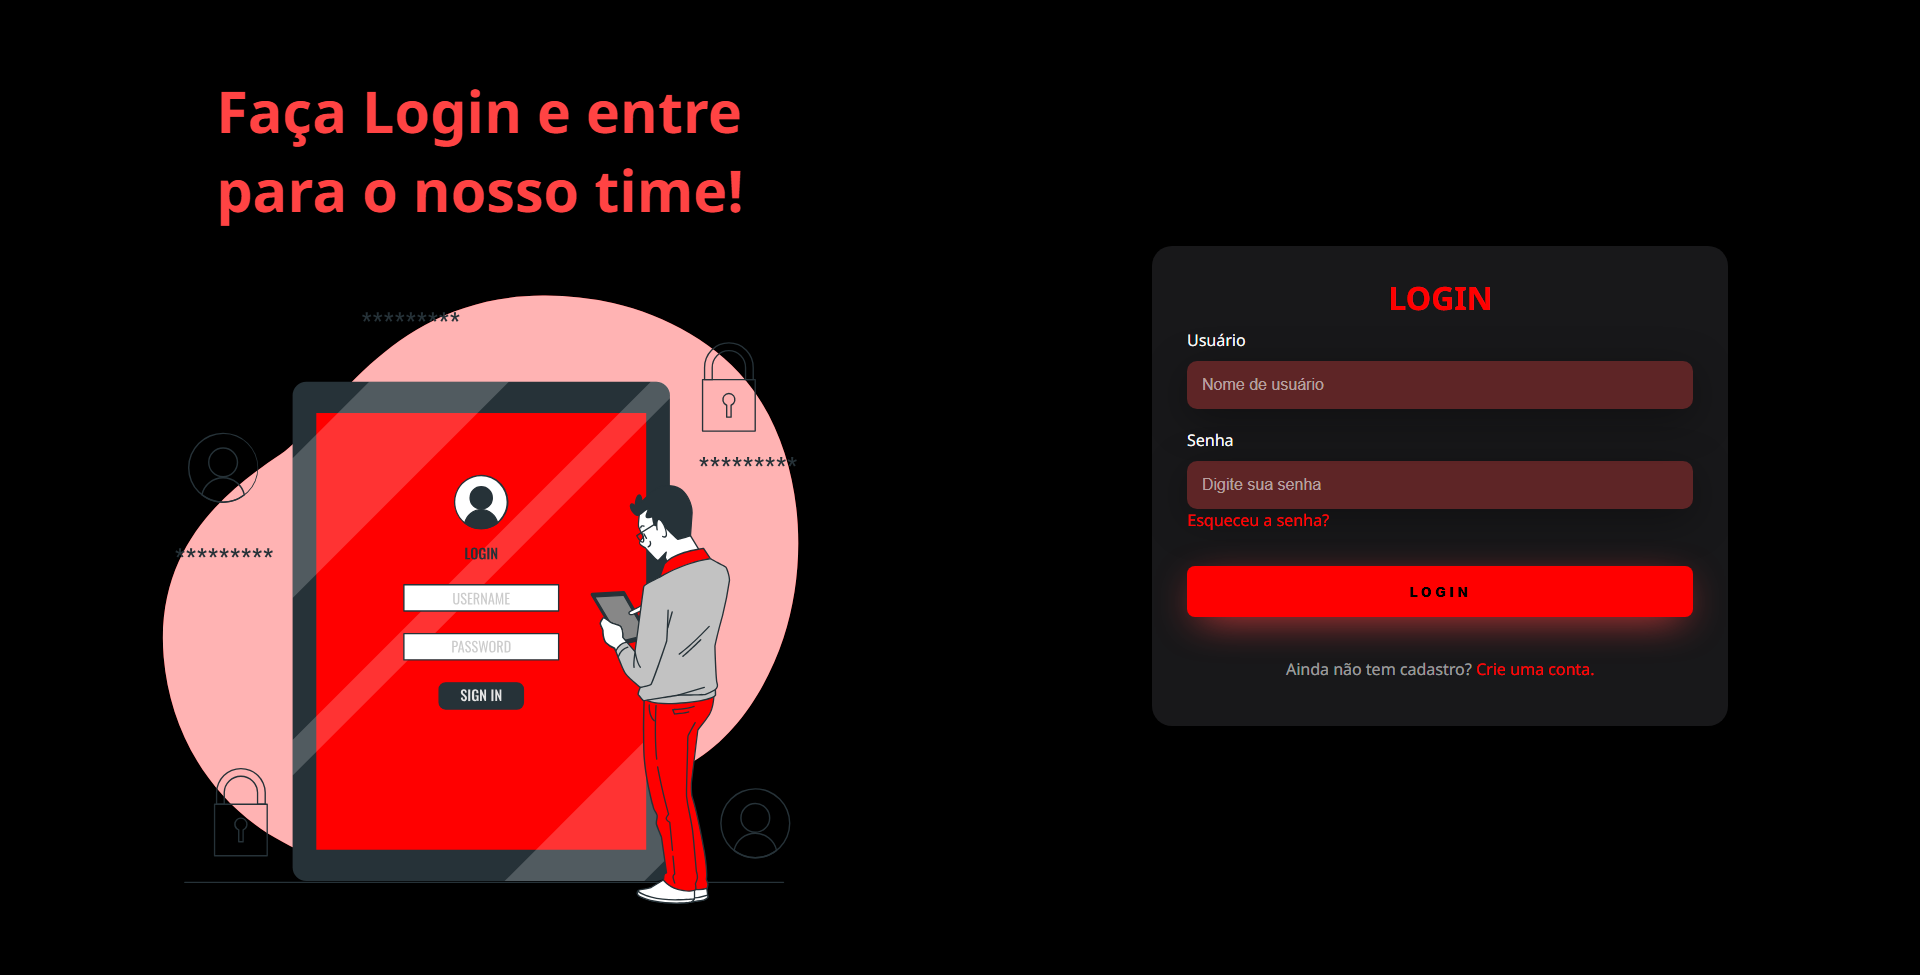 Faça Login e entre
para o nosso time!
*********
*********
*********
LOGIN
USERNAME
PASSWORD
SIGN IN
LOGIN
Usuário
Nome de usuário
Senha
Digite sua senha
Esqueceu a senha?
LOGIN
Ainda não tem cadastro? Crie uma conta.